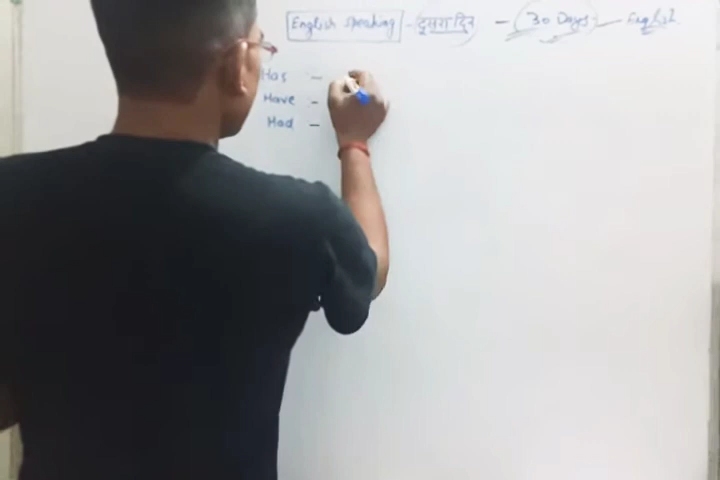 English speaking - दूसरा दिन - 30 Days - English
Has -
Have -
Had -